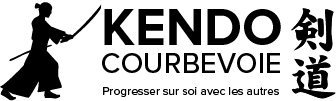 KENDO
COURBEVOIE
Progresser sur soi avec les autres
剣道